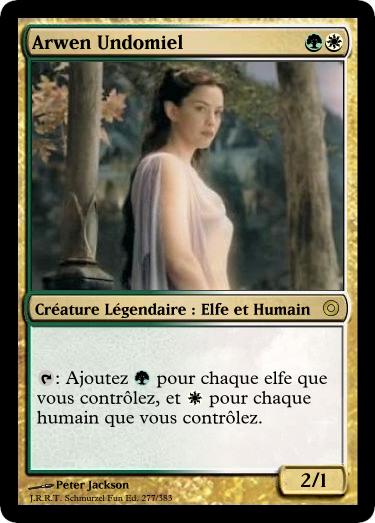 Arwen Undomiel
Créature Légendaire : Elfe et Humain
: Ajoutez pour chaque elfe que
vous contrôlez, et pour chaque
humain que vous contrôlez.
Peter Jackson
J.R.R.T. Schmurzel Fun Ed. 277/383
2/1